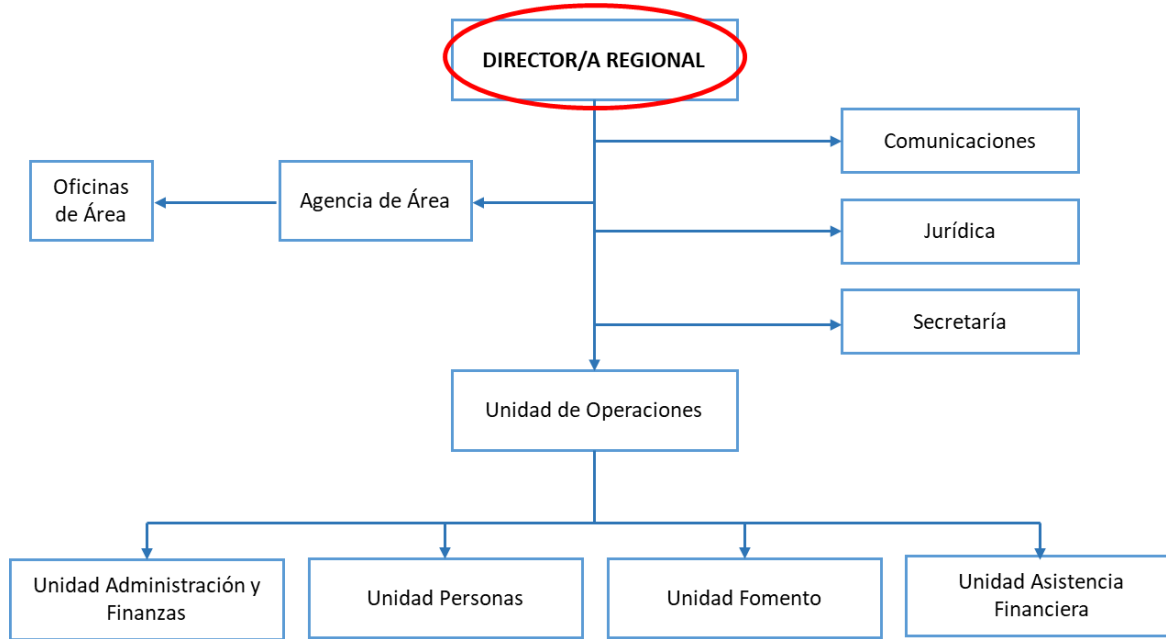 DIRECTOR/A REGIONAL
Comunicaciones
Oficinas
de Área
Agencia de Área
Jurídica
Secretaría
Unidad de Operaciones
Unidad Administración y
Finanzas
Unidad Personas
Unidad Fomento
Unidad Asistencia
Financiera